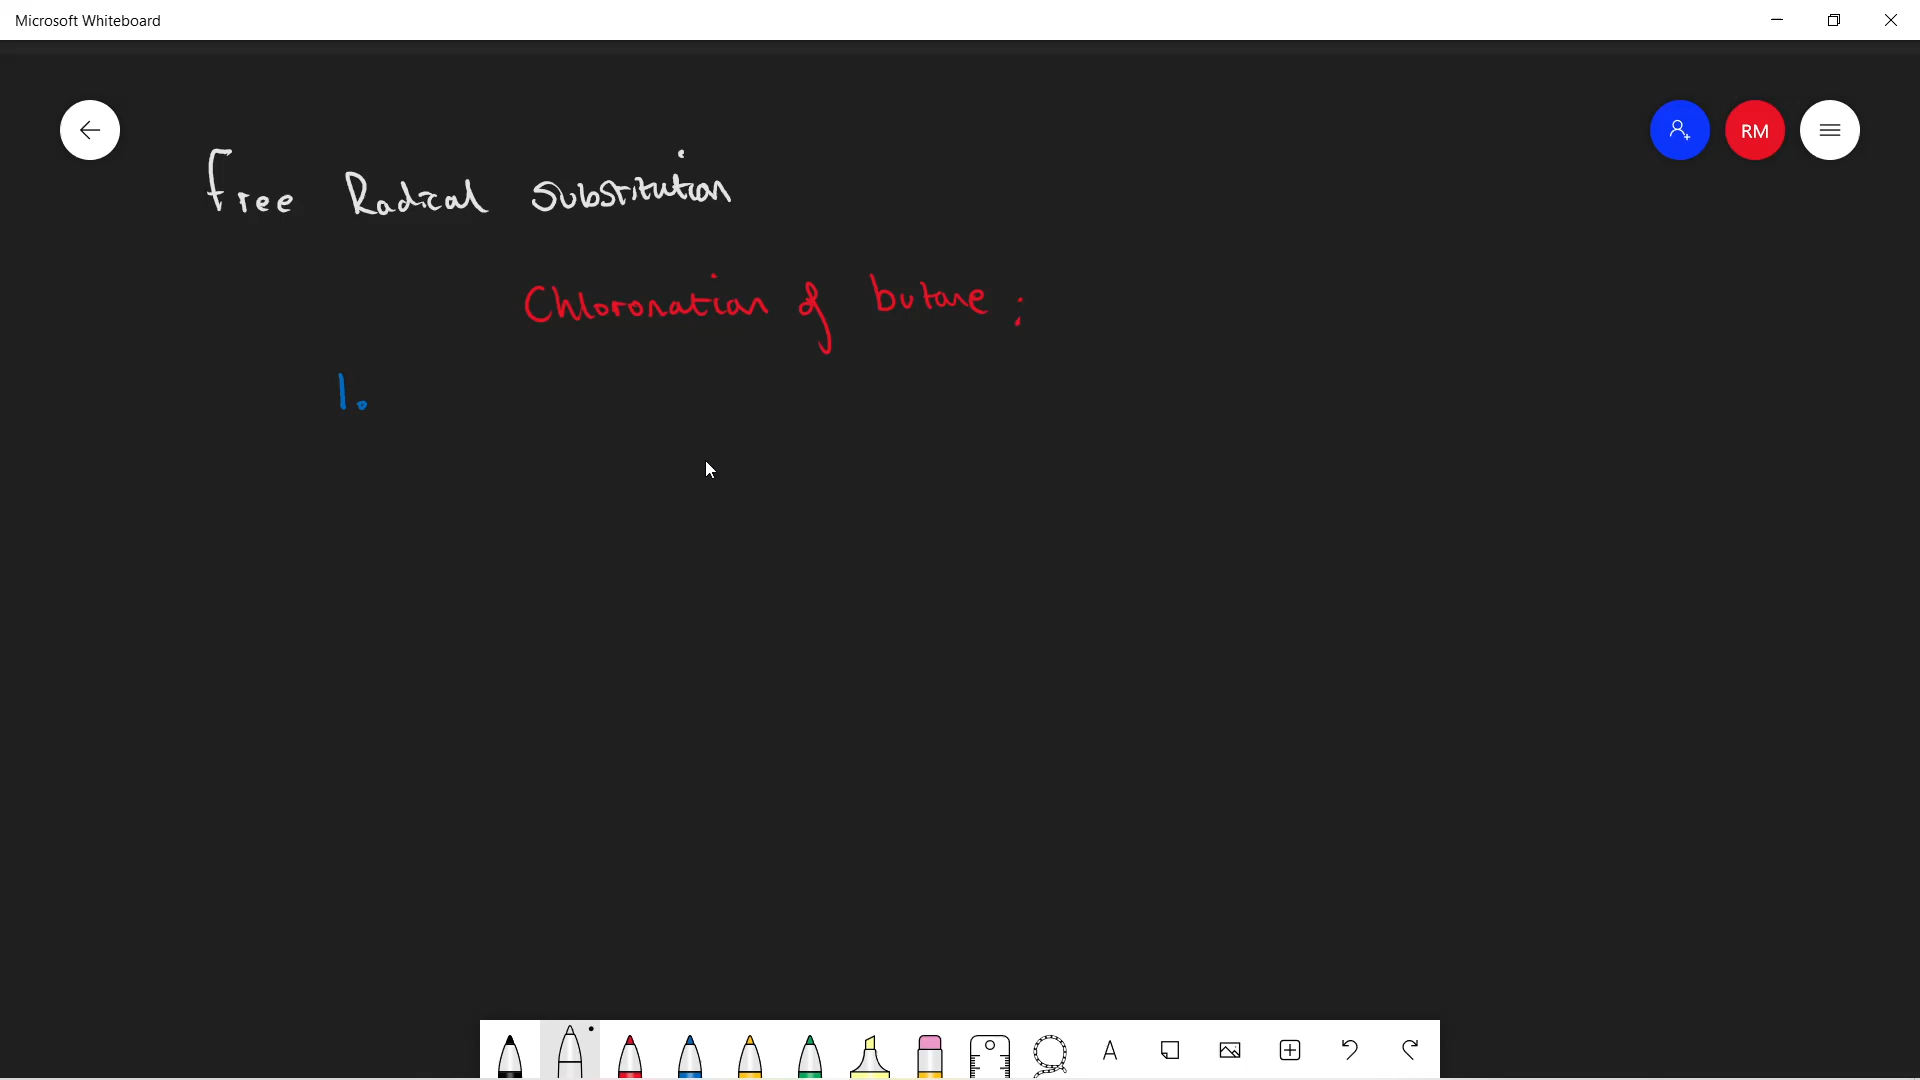 Microsoft Whiteboard
RM
Free Radical Substitution
Chloronation of butane ;
1.
A